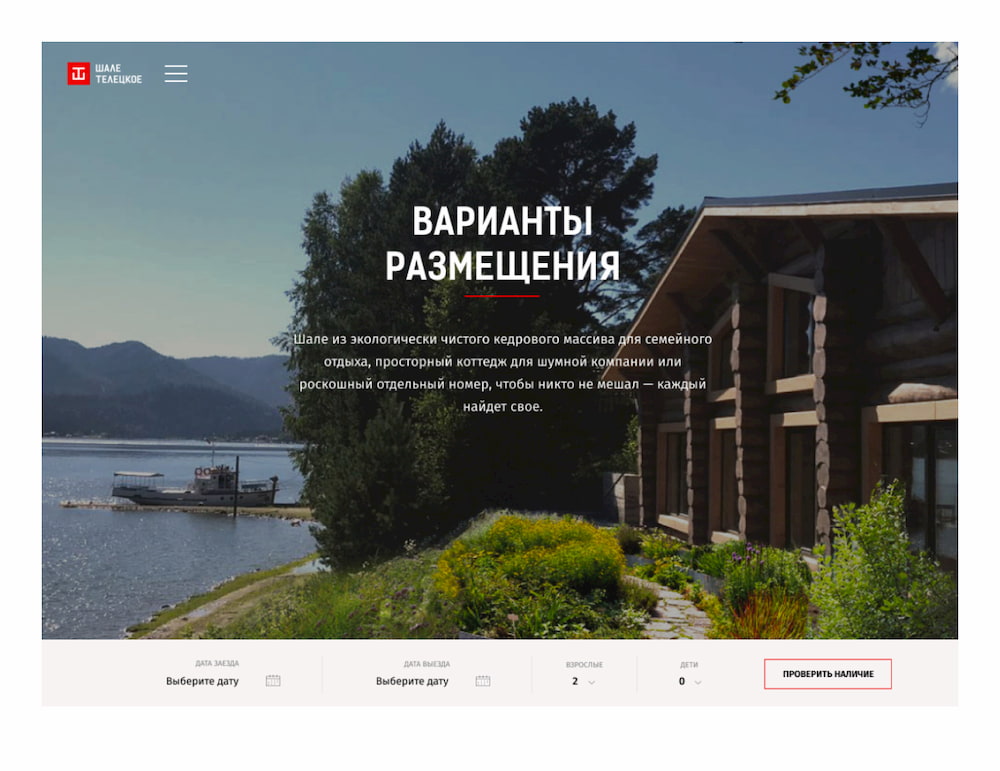 ШАЛЕ
ТЕЛЕЦКОЕ
ВАРИАНТЫ
РАЗМЕЩЕНИЯ
Шале из экологически чистого кедрового массива для семейного
отдыха, просторный коттедж для шумной компании или
роскошный отдельный номер, чтобы никто не мешал — каждый
найдет свое.
ДАТА ЗАЕЗДА
Выберите дату
ДАТА ВЫЕЗДА
Выберите дату
ВЗРОСЛЫЕ
2
ДЕТИ
0
ПРОВЕРИТЬ НАЛИЧИЕ